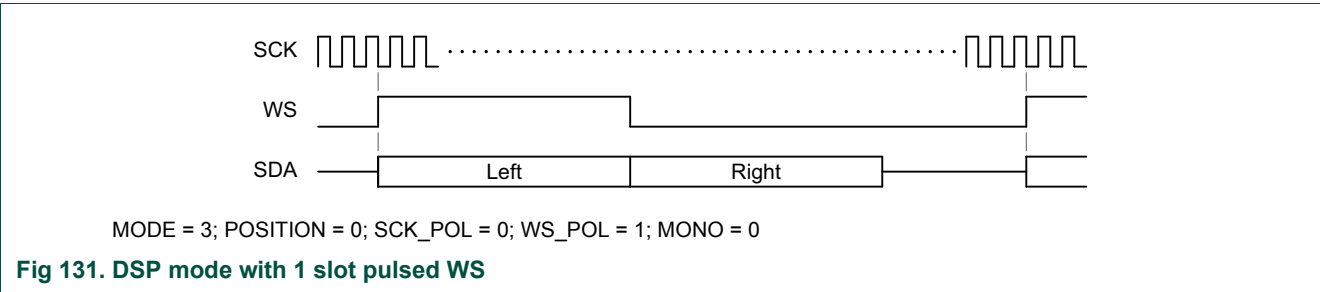 SCK
WS
SDA Left Right
MODE = 3; POSITION = 0; SCK_POL = 0; WS_POL = 1; MONO = 0
Fig 131. DSP mode with 1 slot pulsed WS